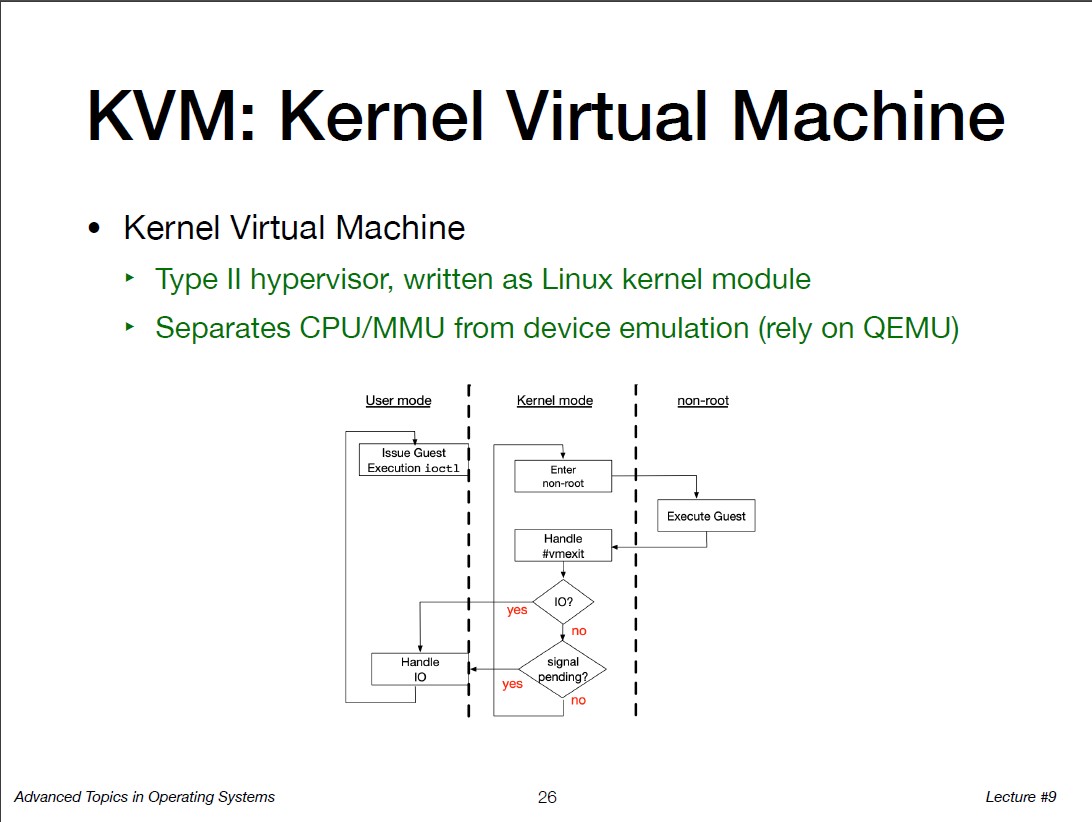 KVM: Kernel Virtual Machine
• Kernel Virtual Machine
‣ Type II hypervisor, written as Linux kernel module
‣ Separates CPU/MMU from device emulation (rely on QEMU)
User mode
Kernel mode
non-root
Issue Guest
Execution ioctl
Enter
non-root
Execute Guest
Handle
#vmexit
IO?
yes
no
Handle
IO
signal
pending?
yes
no
Advanced Topics in Operating Systems
26
Lecture #9